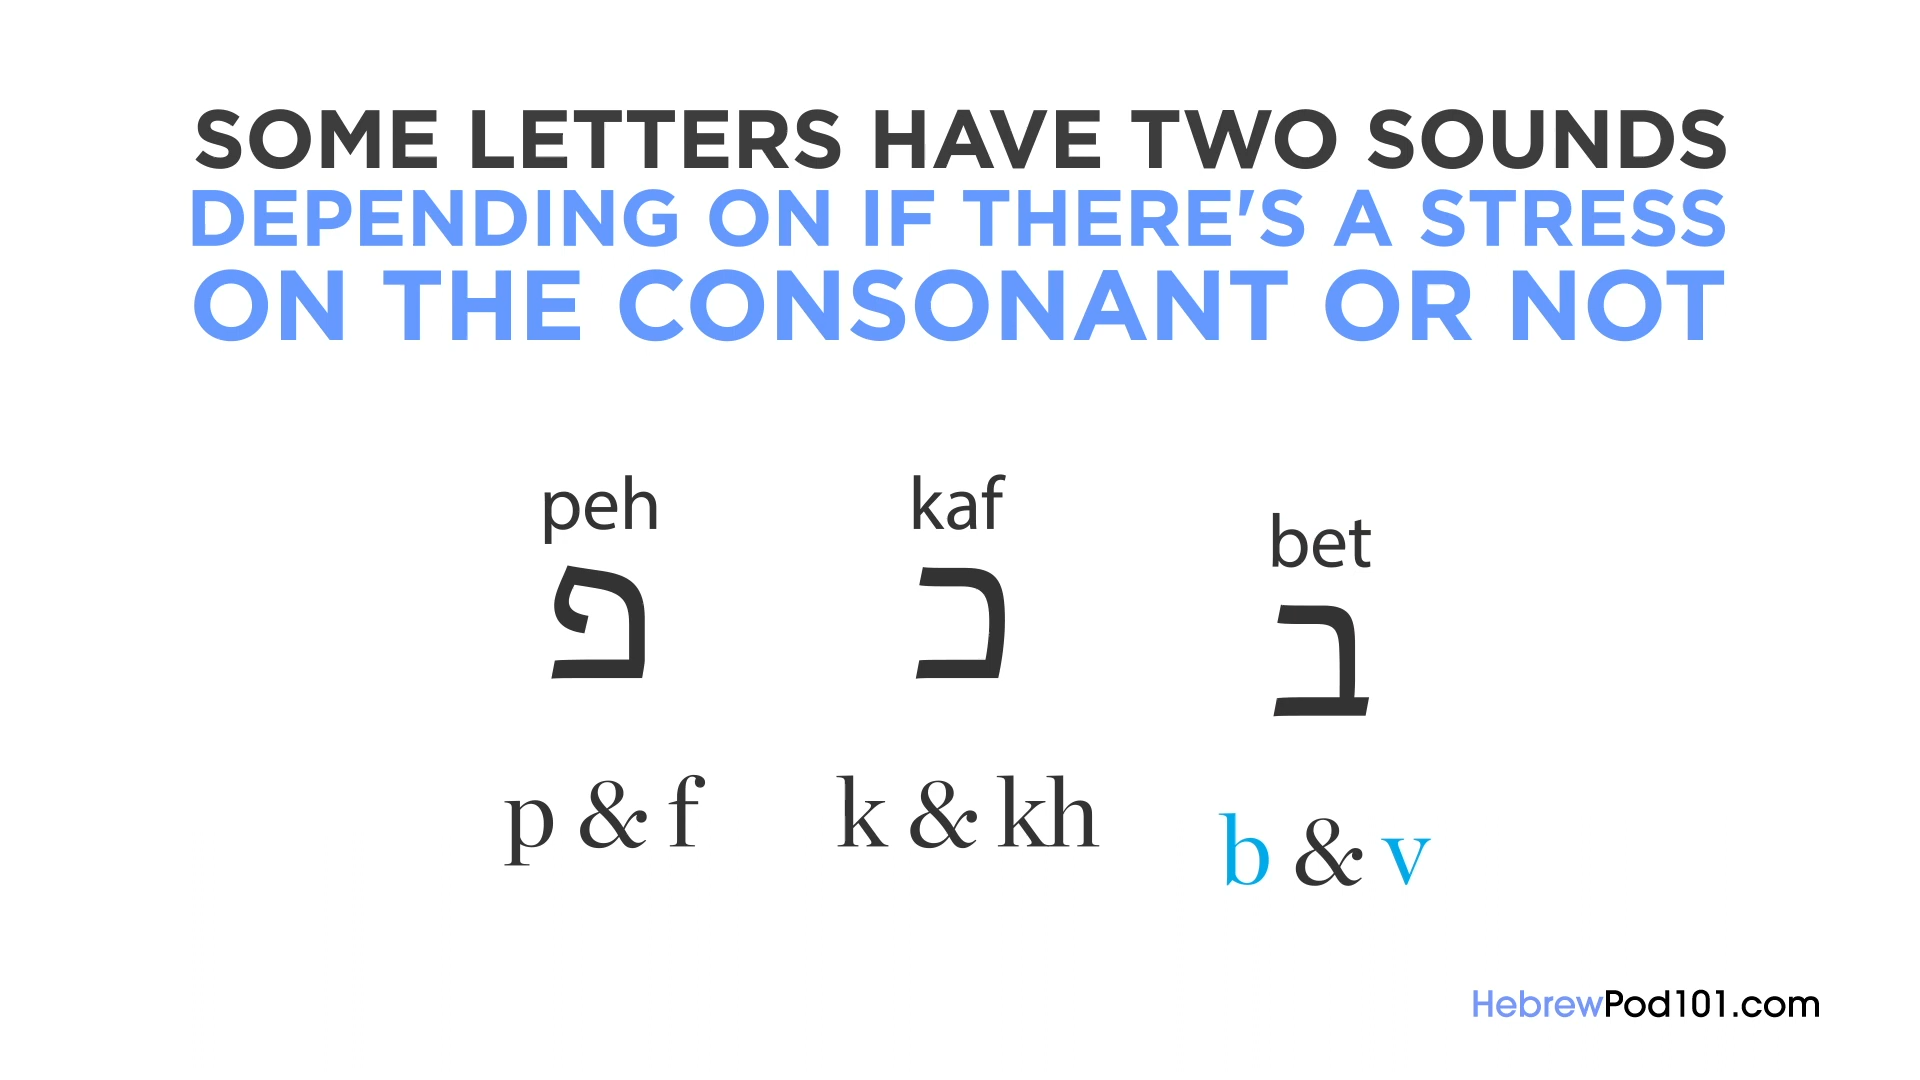 SOME LETTERS HAVE TWO SOUNDS
DEPENDING ON IF THERE'S A STRESS
ON THE CONSONANT OR NOT
peh
פ
p & f
kaf
כ
k & kh
bet
ב
b & v
HebrewPod101.com